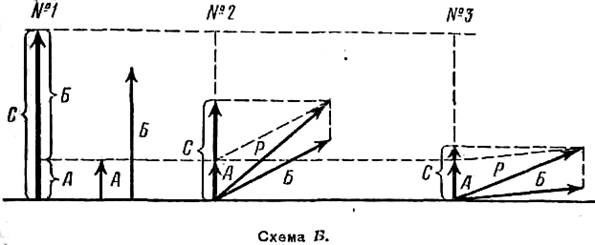 №1 №2 №3
С Б А А Б
С А Р Б
С А Р Б
Схема Б.